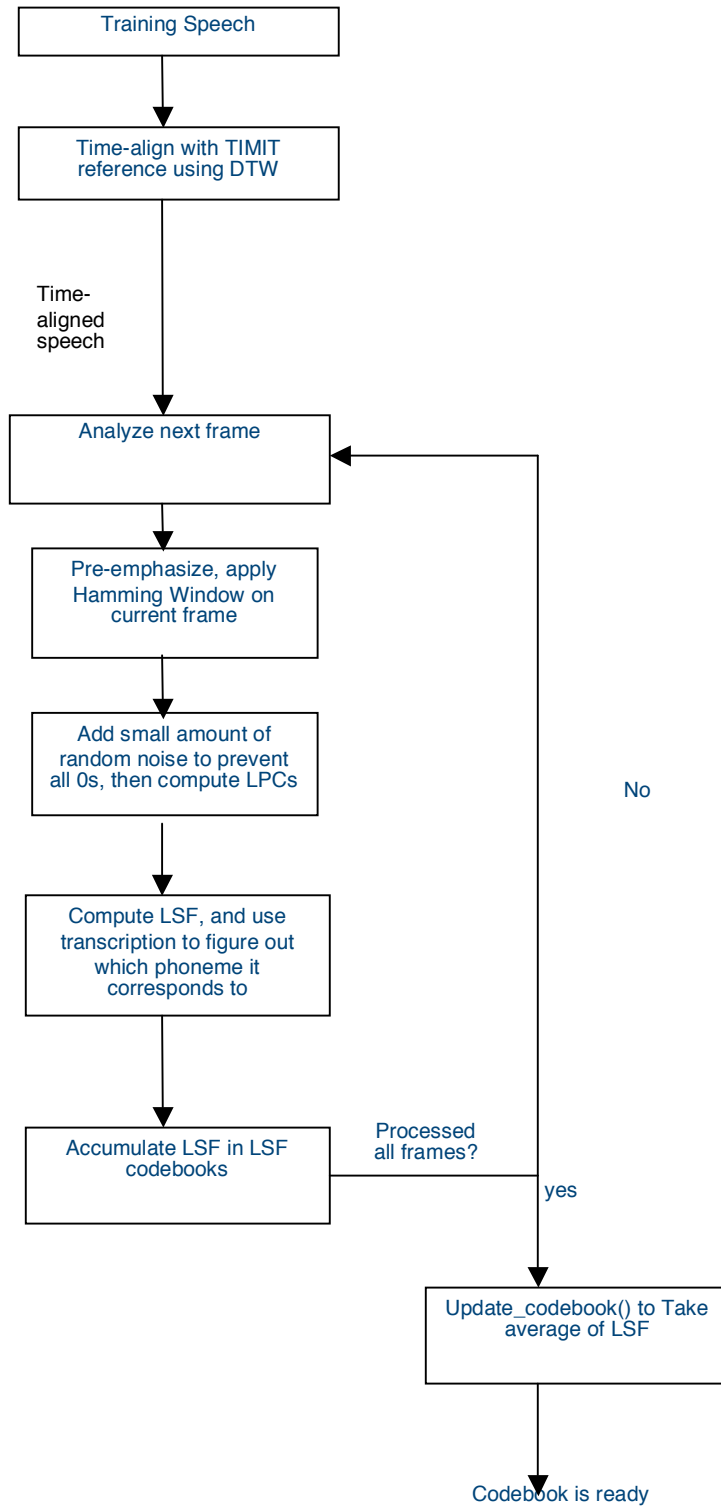 Training Speech
Time-align with TIMIT
reference using DTW
Time-
aligned
speech
Analyze next frame
Pre-emphasize, apply
Hamming Window on
current frame
Add small amount of
random noise to prevent
all 0s, then compute LPCs
No
Compute LSF, and use
transcription to figure out
which phoneme it
corresponds to
Accumulate LSF in LSF
codebooks
Processed
all frames?
yes
Update_codebook() to Take
average of LSF
Codebook is ready